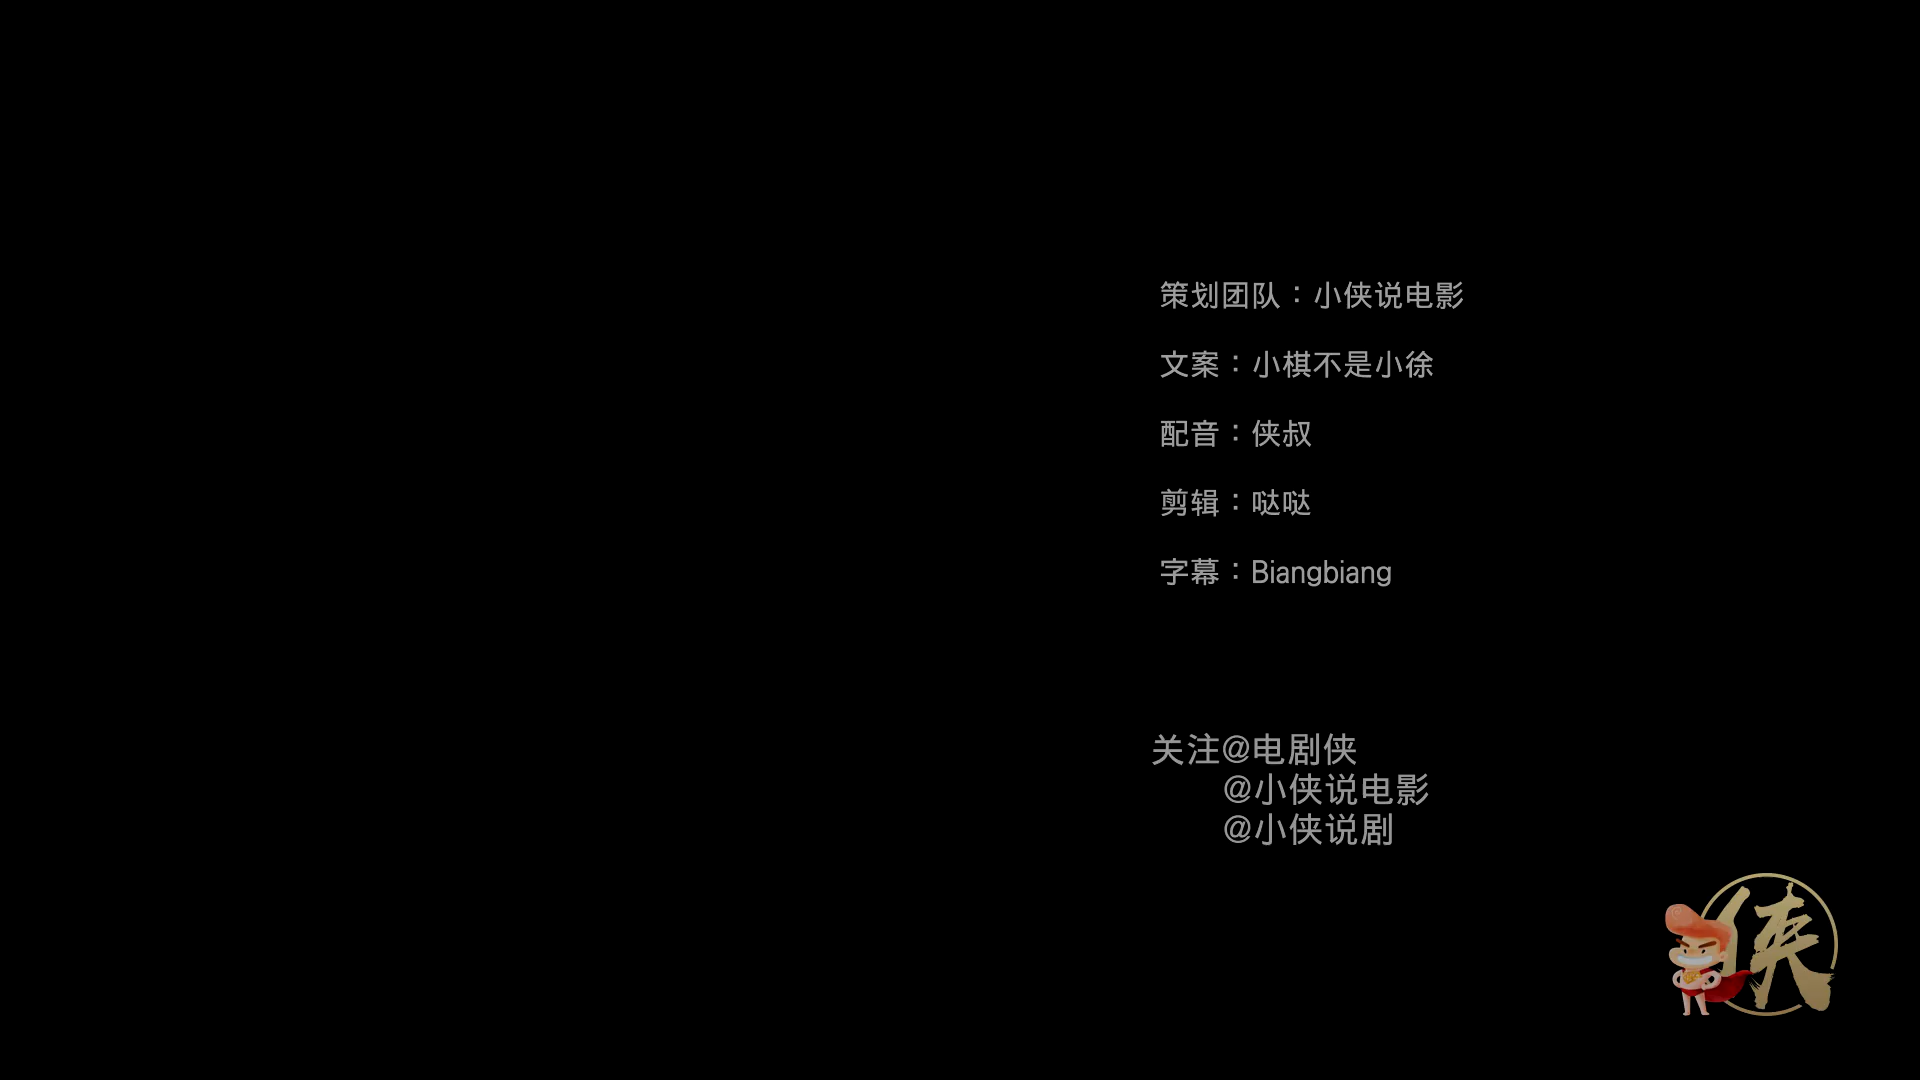 策划团队：小侠说电影
文案：小棋不是小徐
配音：侠叔
剪辑：哒哒
字幕：Biangbiang
关注@电剧侠
@小侠说电影
@小侠说剧
侠